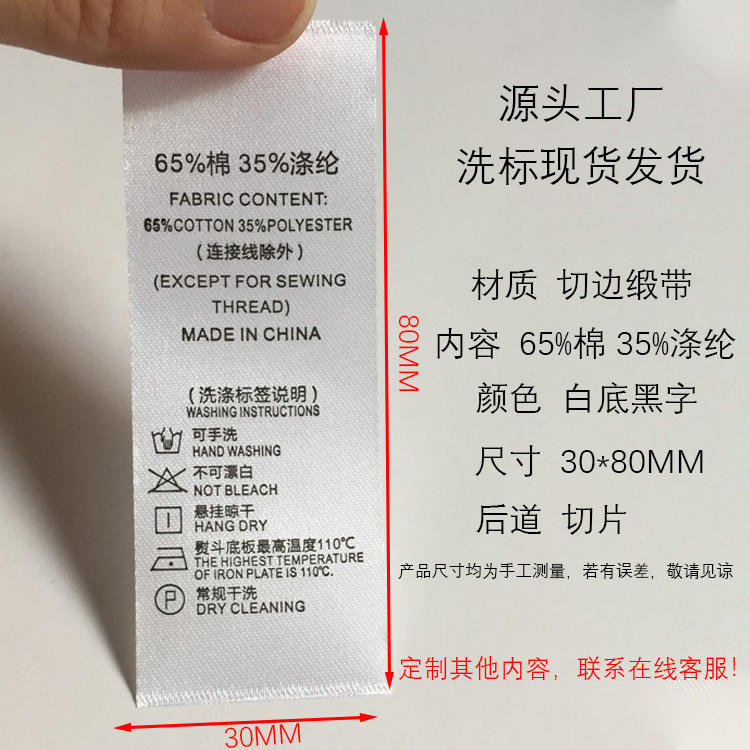 65%棉 35%涤纶
FABRIC CONTENT:
65%COTTON 35%POLYESTER
(连接线除外)
(EXCEPT FOR SEWING
THREAD)
MADE IN CHINA
(洗涤标签说明)
WASHING INSTRUCTIONS
可手洗
HAND WASHING
不可漂白
NOT BLEACH
悬挂晾干
HANG DRY
熨斗底板最高温度110℃
THE HIGHEST TEMPERATURE
OF IRON PLATE IS 110℃.
P
常规干洗
DRY CLEANING
80MM
30MM
源头工厂
洗标现货发货
材质 切边缎带
内容 65%棉 35%涤纶
颜色 白底黑字
尺寸 30*80MM
后道 切片
产品尺寸均为手工测量，若有误差，敬请见谅
定制其他内容，联系在线客服!